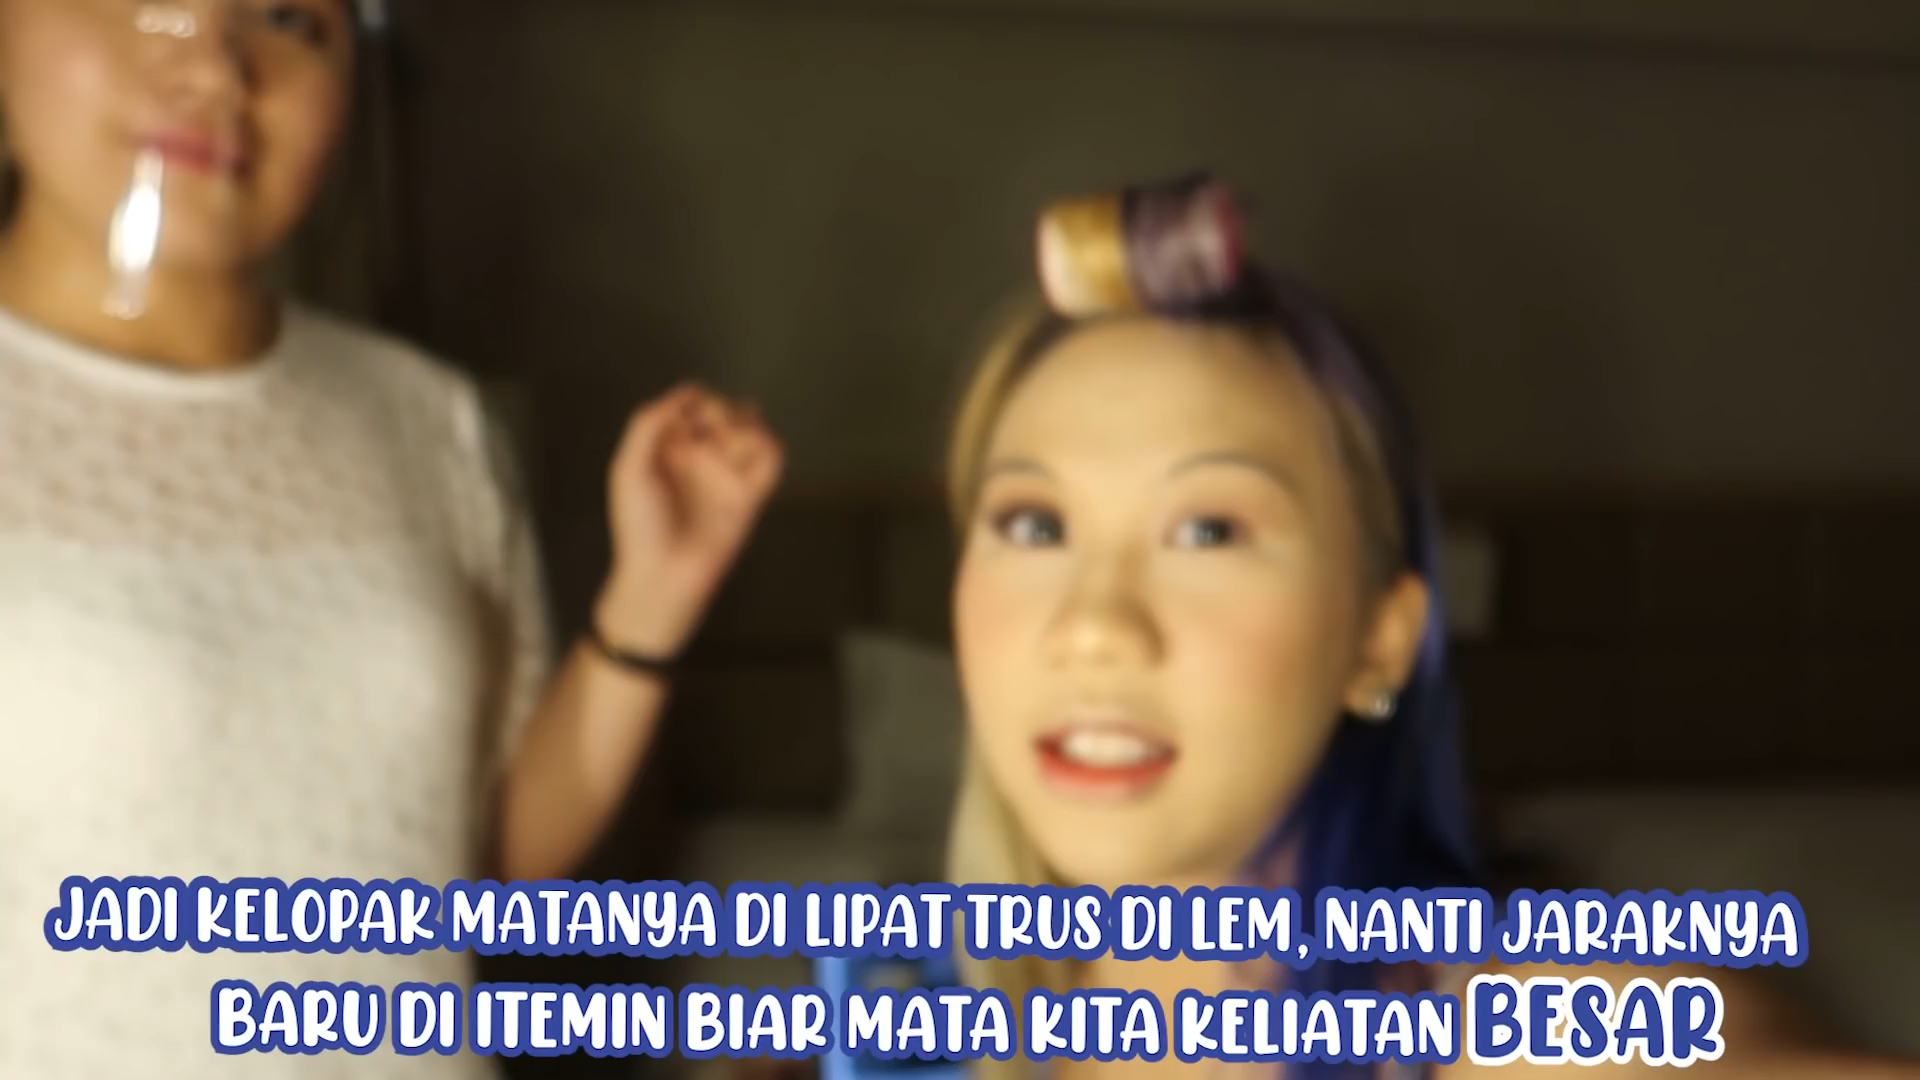 JADI KELOPAK MATANYA DI LIPAT TRUS DI LEM, NANTI JARAKNYA
BARU DI ITEMIN BIAR MATA KITA KELIATAN BESAR